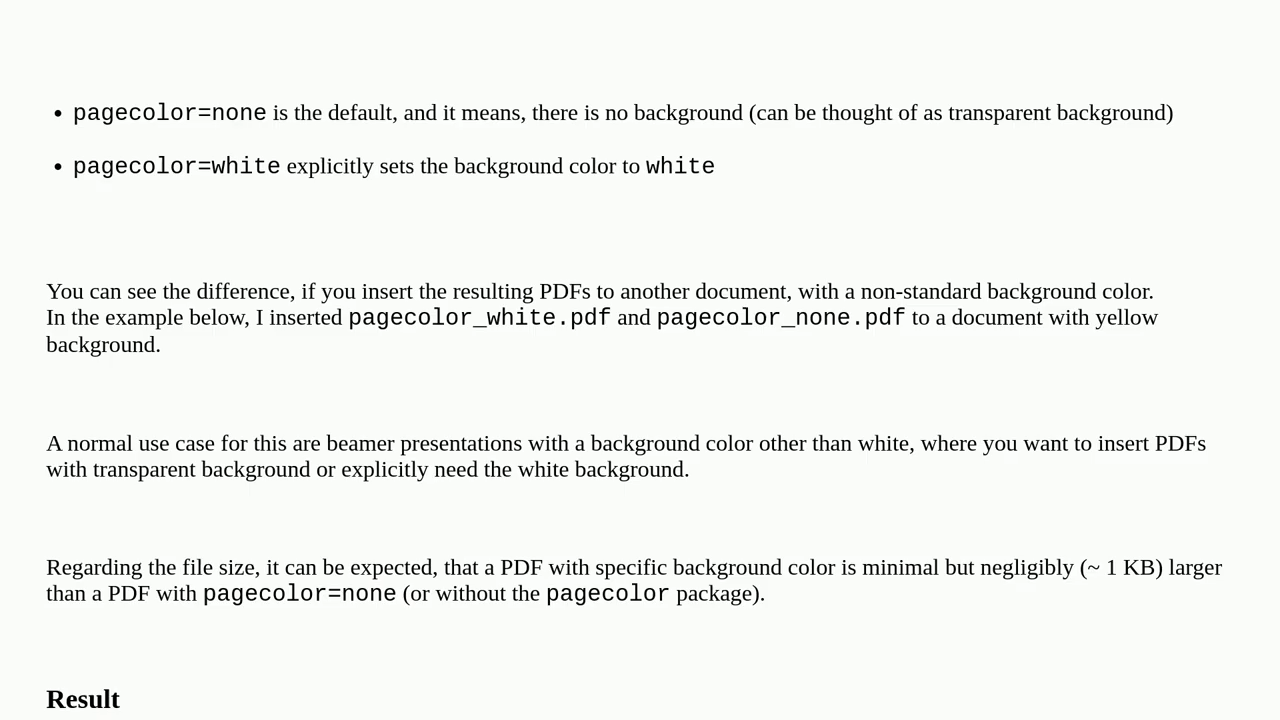 • pagecolor=none is the default, and it means, there is no background (can be thought of as transparent background)
• pagecolor=white explicitly sets the background color to white
You can see the difference, if you insert the resulting PDFs to another document, with a non-standard background color.
In the example below, I inserted pagecolor_white.pdf and pagecolor_none.pdf to a document with yellow
background.
A normal use case for this are beamer presentations with a background color other than white, where you want to insert PDFs
with transparent background or explicitly need the white background.
Regarding the file size, it can be expected, that a PDF with specific background color is minimal but negligibly (~ 1 KB) larger
than a PDF with pagecolor=none (or without the pagecolor package).
Result